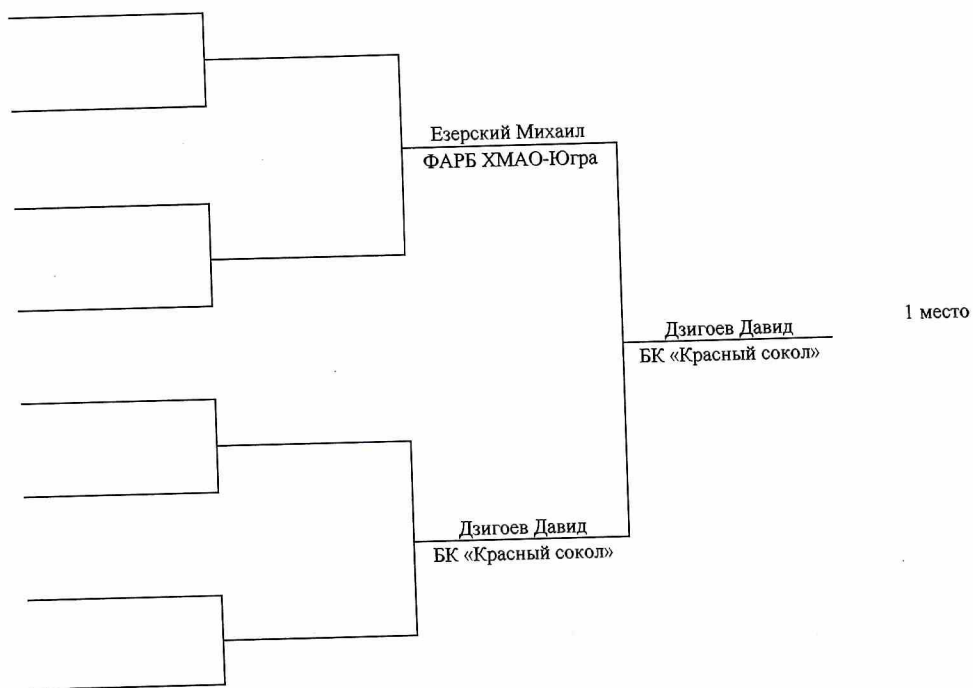 Езерский Михаил
ФАРБ ХМАО-Югра
Дзигоев Давид
БК «Красный сокол»
1 место
Дзигоев Давид
БК «Красный сокол»